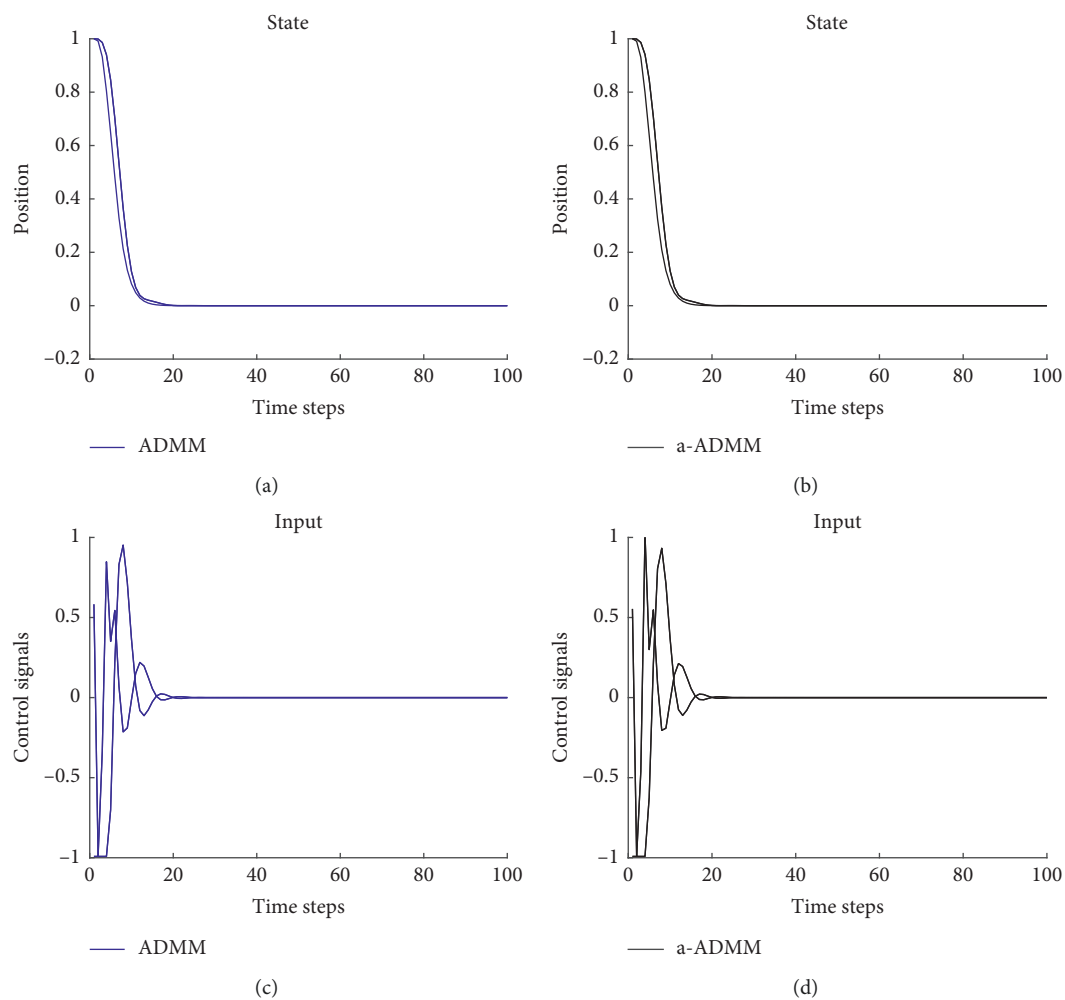 State
1
0.8
0.6
0.4
0.2
0
−0.2
Position
0 20 40 60 80 100
Time steps
ADMM
(a)
State
1
0.8
0.6
0.4
0.2
0
−0.2
Position
0 20 40 60 80 100
Time steps
a-ADMM
(b)
Input
1
0.5
0
−0.5
−1
Control signals
0 20 40 60 80 100
Time steps
ADMM
(c)
Input
1
0.5
0
−0.5
−1
Control signals
0 20 40 60 80 100
Time steps
a-ADMM
(d)